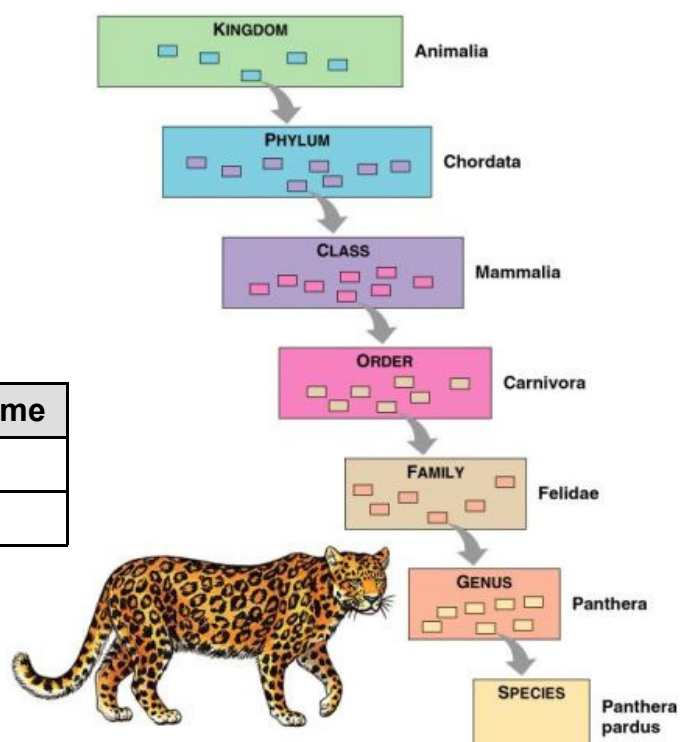 KINGDOM
Animalia
PHYLUM
Chordata
CLASS
Mammalia
ORDER
Carnivora
me
FAMILY
Felidae
GENUS
Panthera
SPECIES
Panthera
pardus